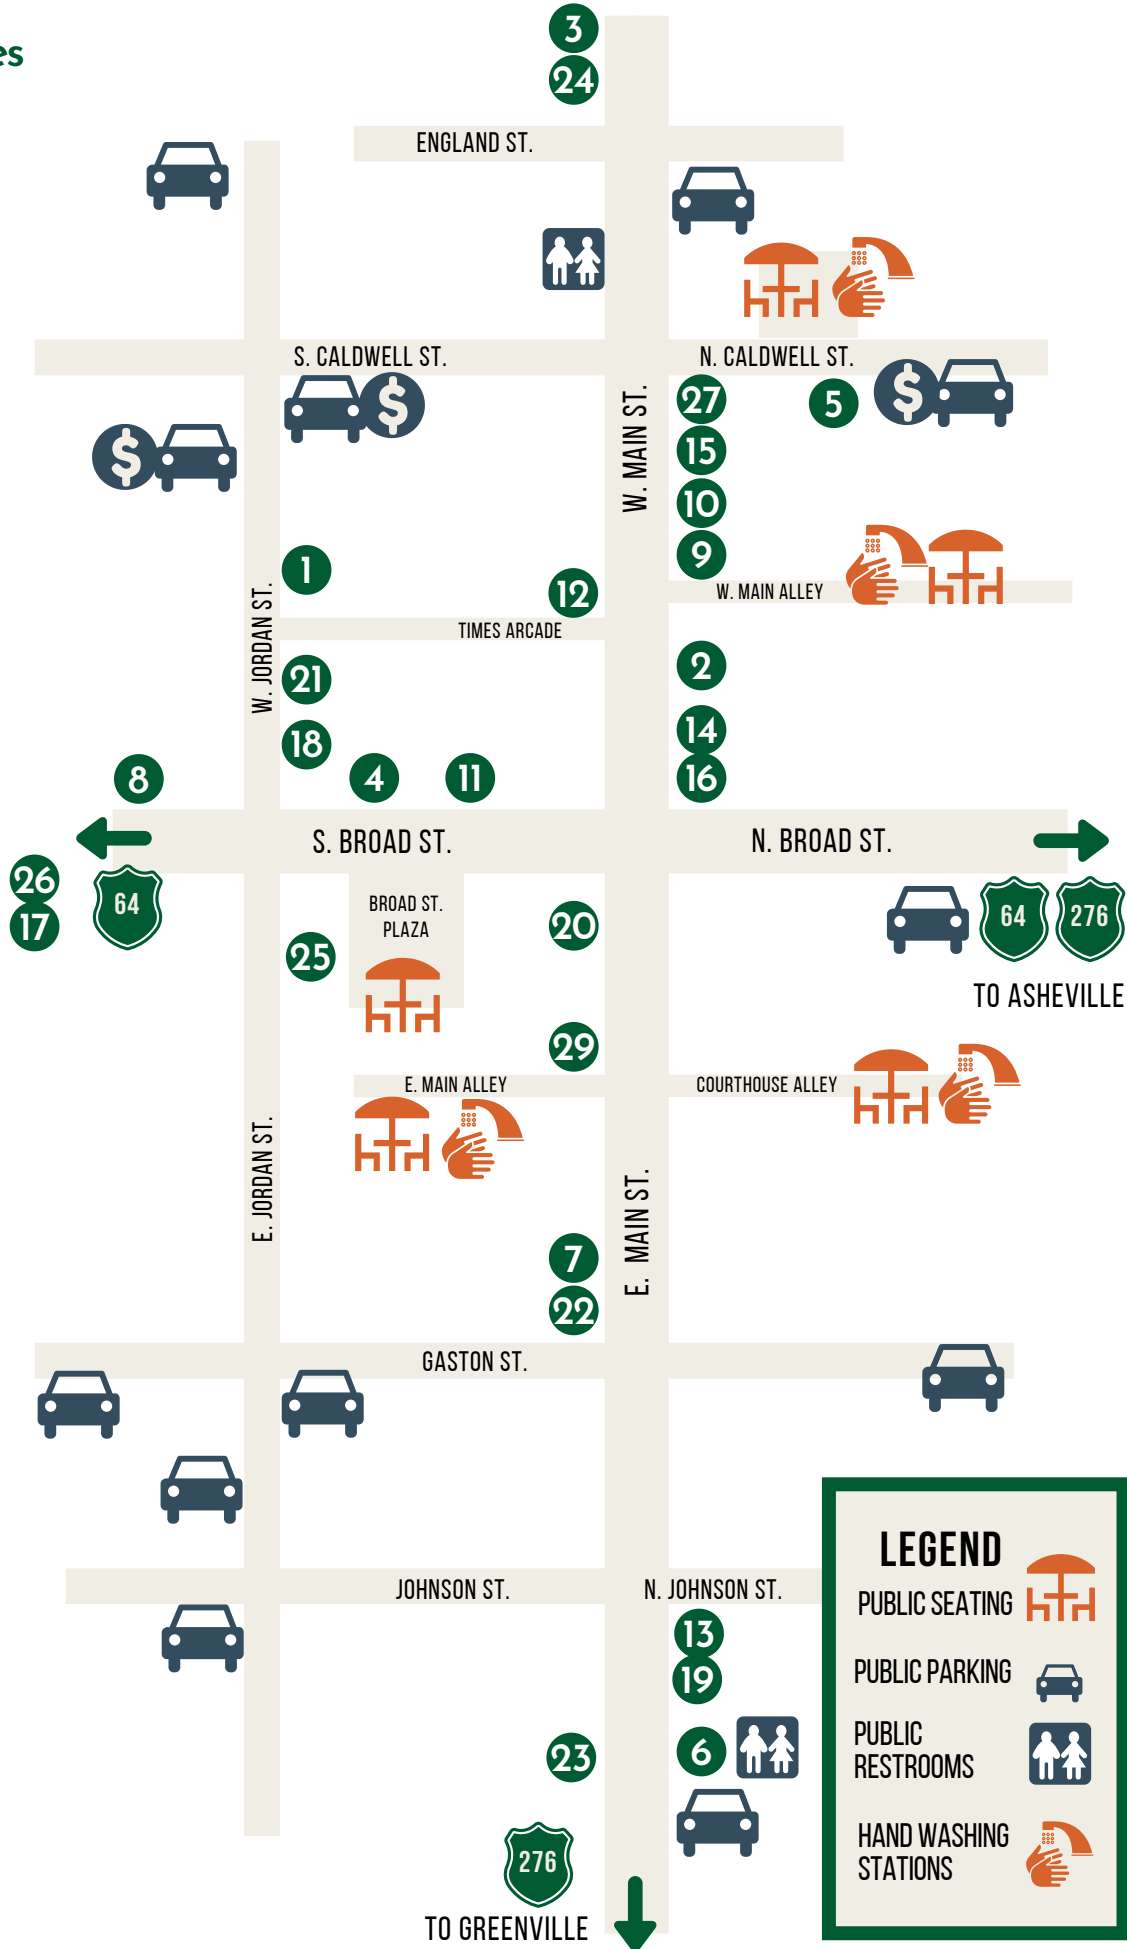 es
3
24
ENGLAND ST.
S. CALDWELL ST.
N. CALDWELL ST.
$
$
$
27
5
15
10
9
W. MAIN ST.
1
12
W. MAIN ALLEY
TIMES ARCADE
W. JORDAN ST.
21
2
18
14
8
4
11
16
S. BROAD ST.
N. BROAD ST.
26
17
64
BROAD ST.
PLAZA
20
25
64
276
TO ASHEVILLE
29
E. MAIN ALLEY
COURTHOUSE ALLEY
E. JORDAN ST.
E. MAIN ST.
7
22
GASTON ST.
JOHNSON ST.
N. JOHNSON ST.
13
19
23
6
276
TO GREENVILLE
LEGEND
PUBLIC SEATING
PUBLIC PARKING
PUBLIC
RESTROOMS
HAND WASHING
STATIONS